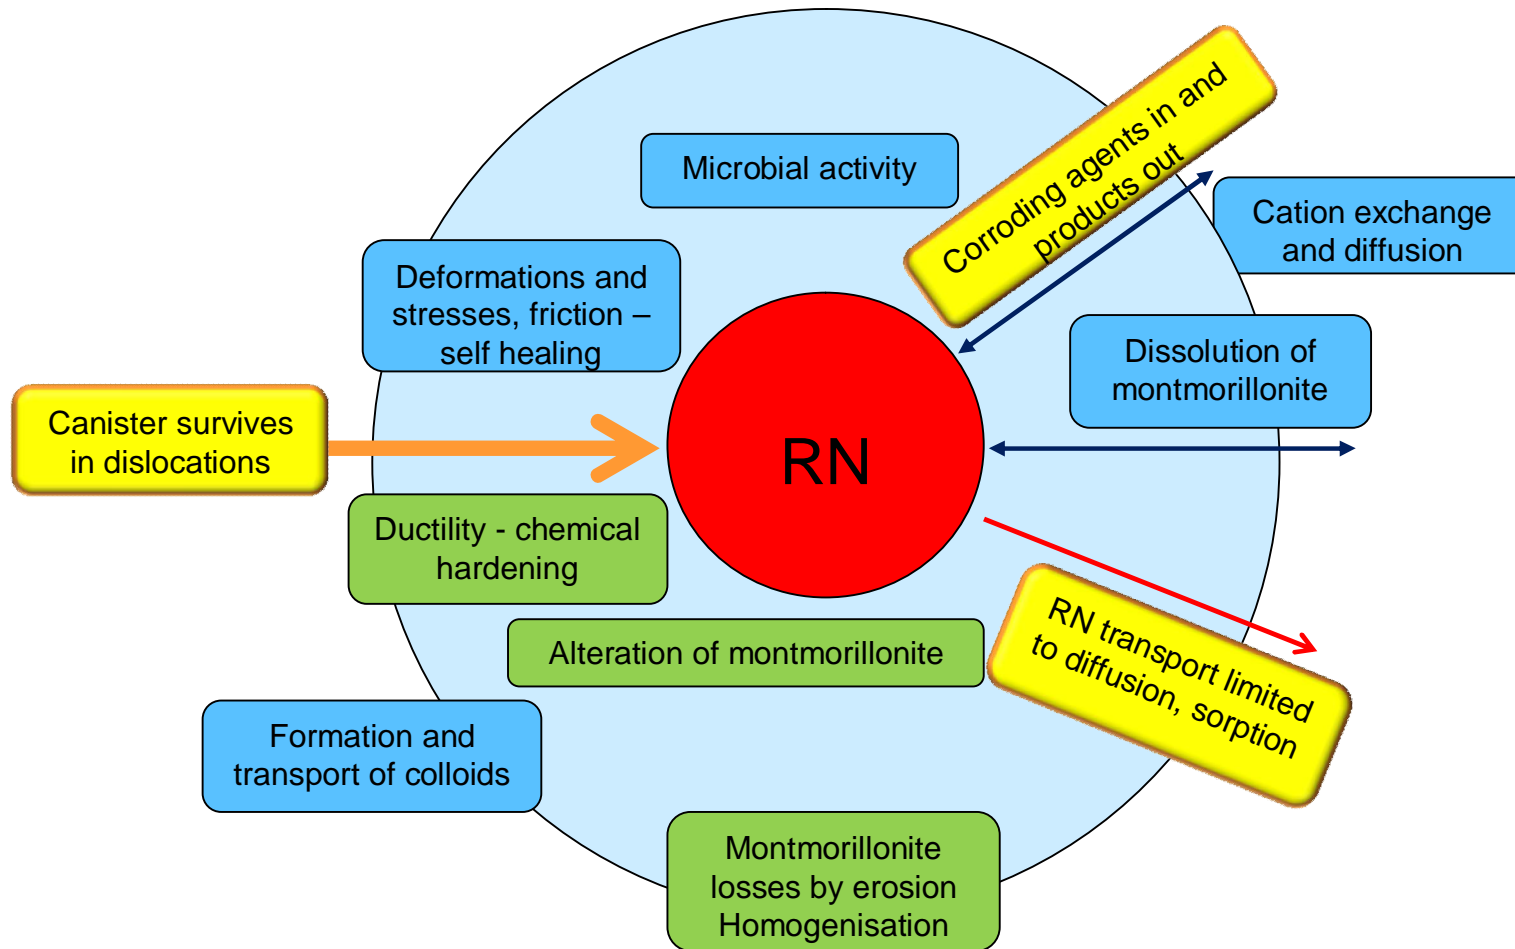 Microbial activity
Corroding agents in and
products out
Cation exchange
and diffusion
Deformations and
stresses, friction –
self healing
Dissolution of
montmorillonite
Canister survives
in dislocations
RN
Ductility - chemical
hardening
Alteration of montmorillonite
RN transport limited
to diffusion, sorption
Formation and
transport of colloids
Montmorillonite
losses by erosion
Homogenisation